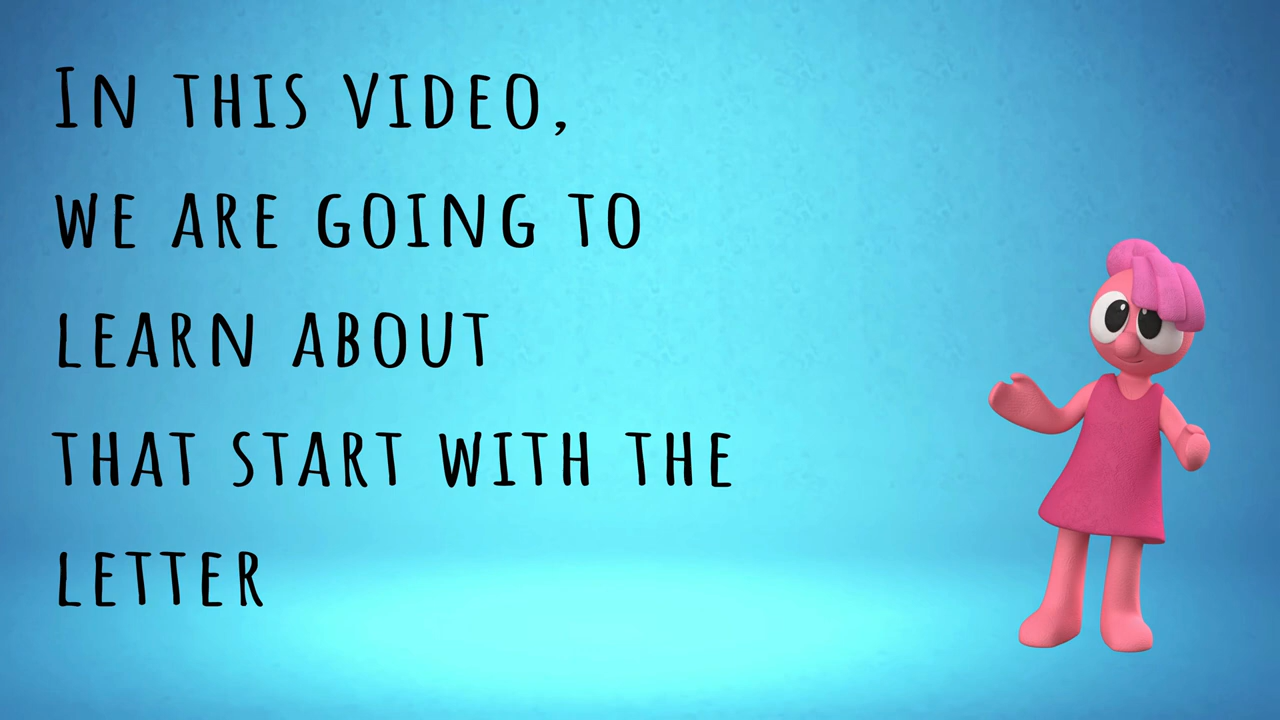 In this video,
we are going to
learn about
that start with the
letter